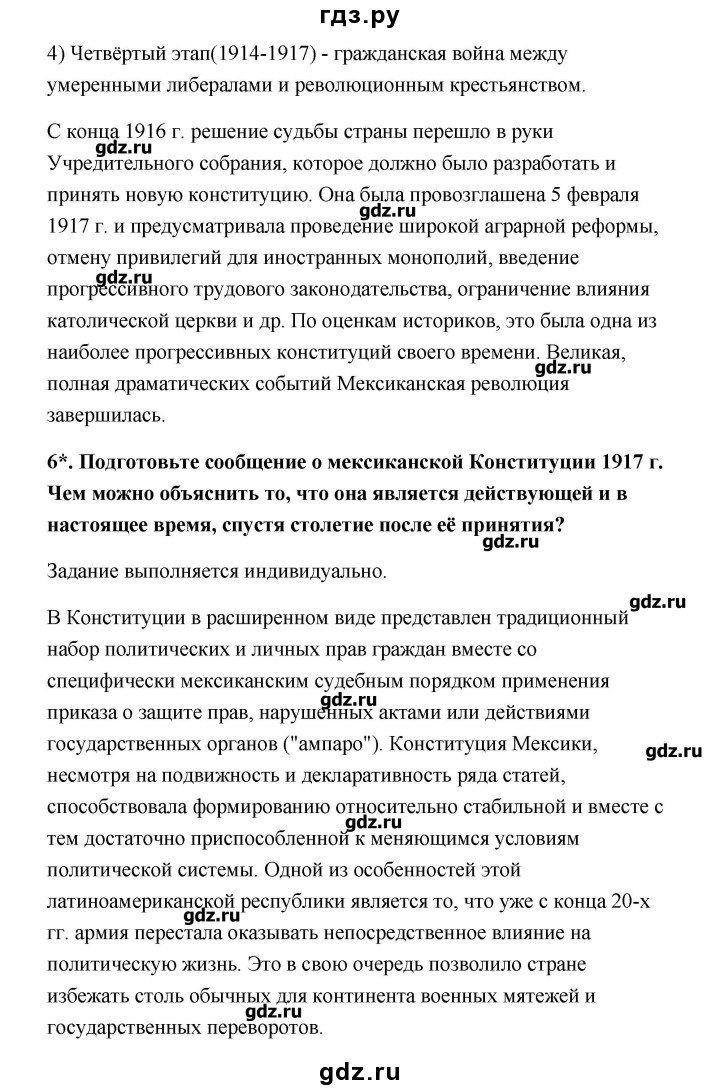 гдз.ру
4) Четвёртый этап(1914-1917) - гражданская война между
умеренными либералами и революционным крестьянством.
С конца 1916 г. решение судьбы страны перешло в руки
gdz.ru
Учредительного собрания, которое должно было разработать и
принять новую конституцию. Она была провозглашена 5 февраля
gdz.ru
1917 г. и предусматривала проведение широкой аграрной реформы,
отмену привилегий для иностранных монополий, введение
gdz.ru
прогрессивного трудового законодательства, ограничение влияния
католической церкви и др. По оценкам историков, это была одна из
наиболее прогрессивных конституций своего времени. Великая,
gdz.ru
полная драматических событий Мексиканская революция
завершилась.
6*. Подготовьте сообщение о мексиканской Конституции 1917 г.
Чем можно объяснить то, что она является действующей и в
настоящее время, спустя столетие после её принятия?
gdz.ru
Задание выполняется индивидуально.
gdz.ru
В Конституции в расширенном виде представлен традиционный
набор политических и личных прав граждан вместе со
специфически мексиканским судебным порядком применения
gdz.ru
приказа о защите прав, нарушенных актами или действиями
государственных органов ("ампаро"). Конституция Мексики,
gdz.ru
несмотря на подвижность и декларативность ряда статей,
способствовала формированию относительно стабильной и вместе с
gdz.ru
тем достаточно приспособленной к меняющимся условиям
политической системы. Одной из особенностей этой
латиноамериканской республики является то, что уже с конца 20-х
gdz.ru
гг. армия перестала оказывать непосредственное влияние на
политическую жизнь. Это в свою очередь позволило стране
избежать столь обычных для континента военных мятежей и
gdz.ru
государственных переворотов.
gdz.ru